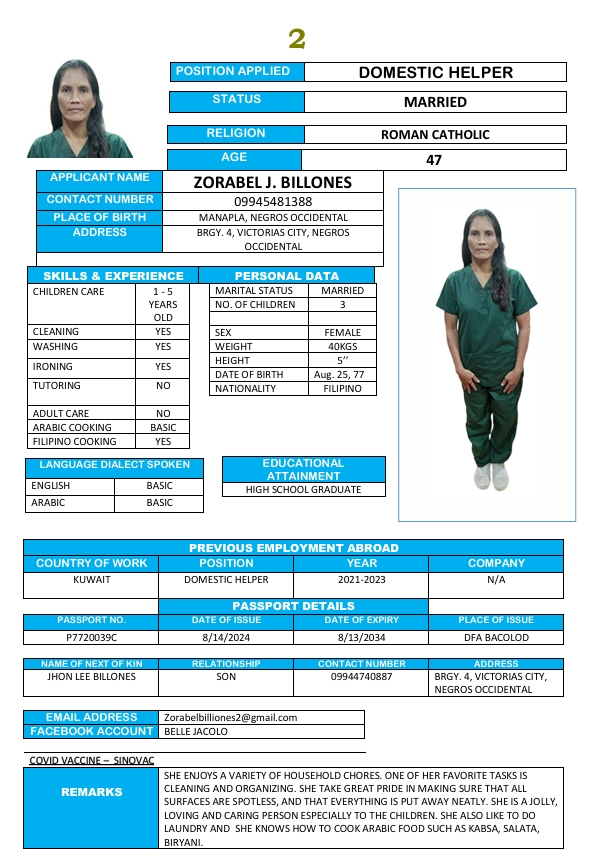 2
POSITION APPLIED DOMESTIC HELPER
STATUS MARRIED
RELIGION ROMAN CATHOLIC
AGE 47
APPLICANT NAME ZORABEL J. BILLONES
CONTACT NUMBER 09945481388
PLACE OF BIRTH MANAPLA, NEGROS OCCIDENTAL
ADDRESS BRGY. 4, VICTORIAS CITY, NEGROS
OCCIDENTAL
SKILLS & EXPERIENCE
CHILDREN CARE 1 - 5
YEARS
OLD
CLEANING YES
WASHING YES
IRONING YES
TUTORING NO
ADULT CARE NO
ARABIC COOKING BASIC
FILIPINO COOKING YES
PERSONAL DATA
MARITAL STATUS MARRIED
NO. OF CHILDREN 3
SEX FEMALE
WEIGHT 40KGS
HEIGHT 5’’
DATE OF BIRTH Aug. 25, 77
NATIONALITY FILIPINO
LANGUAGE DIALECT SPOKEN
ENGLISH BASIC
ARABIC BASIC
EDUCATIONAL
ATTAINMENT
HIGH SCHOOL GRADUATE
PREVIOUS EMPLOYMENT ABROAD
COUNTRY OF WORK POSITION YEAR COMPANY
KUWAIT DOMESTIC HELPER 2021-2023 N/A
PASSPORT DETAILS
PASSPORT NO. DATE OF ISSUE DATE OF EXPIRY PLACE OF ISSUE
P7720039C 8/14/2024 8/13/2034 DFA BACOLOD
NAME OF NEXT OF KIN RELATIONSHIP CONTACT NUMBER ADDRESS
JHON LEE BILLONES SON 09944740887 BRGY. 4, VICTORIAS CITY,
NEGROS OCCIDENTAL
EMAIL ADDRESS Zorabelbilliones2@gmail.com
FACEBOOK ACCOUNT BELLE JACOLO
COVID VACCINE – SINOVAC
REMARKS
SHE ENJOYS A VARIETY OF HOUSEHOLD CHORES. ONE OF HER FAVORITE TASKS IS
CLEANING AND ORGANIZING. SHE TAKE GREAT PRIDE IN MAKING SURE THAT ALL
SURFACES ARE SPOTLESS, AND THAT EVERYTHING IS PUT AWAY NEATLY. SHE IS A JOLLY,
LOVING AND CARING PERSON ESPECIALLY TO THE CHILDREN. SHE ALSO LIKE TO DO
LAUNDRY AND SHE KNOWS HOW TO COOK ARABIC FOOD SUCH AS KABSA, SALATA,
BIRYANI.